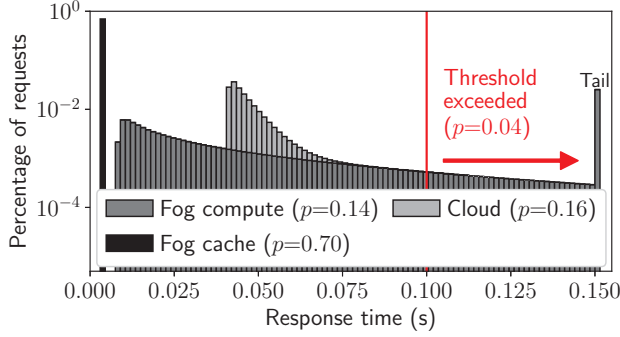 Percentage of requests
10^0
10^{-2}
10^{-4}
Threshold
exceeded
(p=0.04)
Tail
Fog compute (p=0.14)
Cloud (p=0.16)
Fog cache (p=0.70)
0.000 0.025 0.050 0.075 0.100 0.125 0.150
Response time (s)